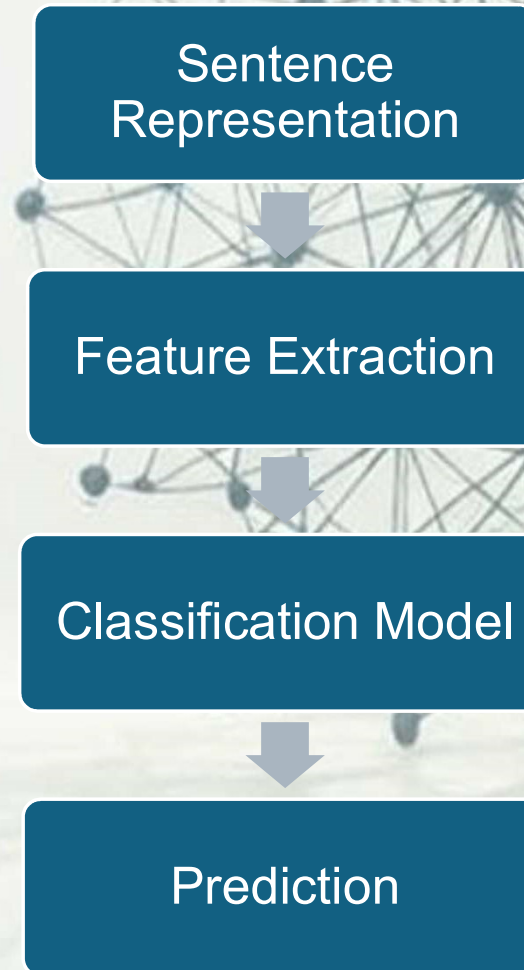 Sentence
Representation
Feature Extraction
Classification Model
Prediction